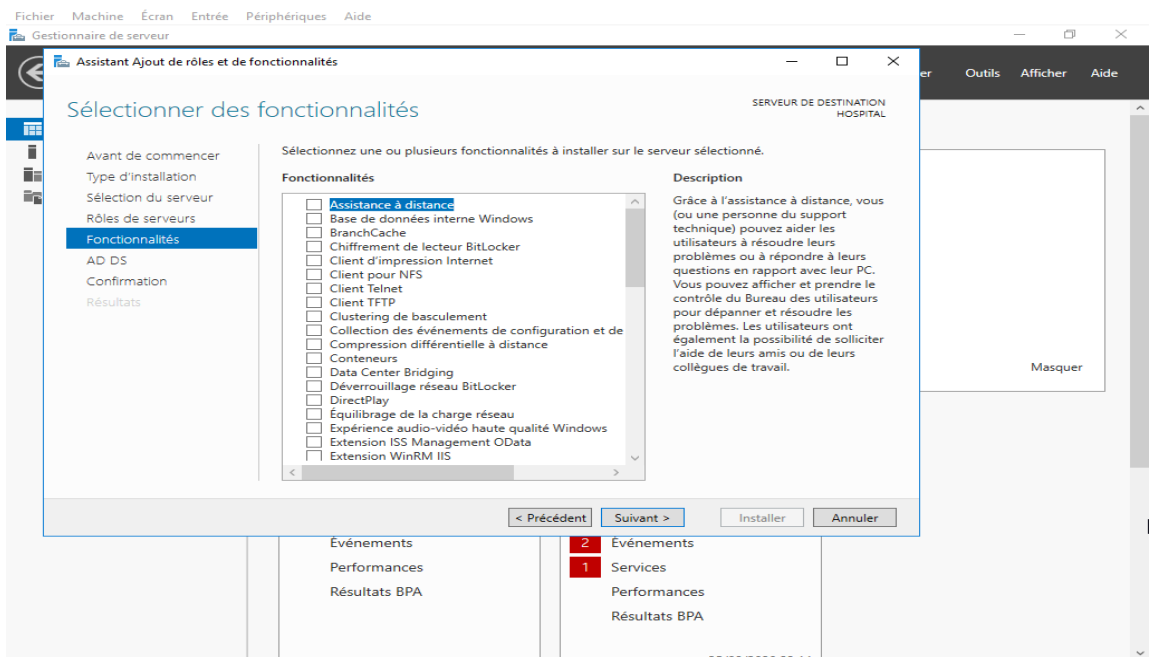 Fichier Machine Écran Entrée Périphériques Aide
Gestionnaire de serveur
Outils Afficher Aide
Assistant Ajout de rôles et de fonctionnalités
Sélectionner des fonctionnalités
SERVEUR DE DESTINATION
HOSPITAL
Avant de commencer
Type d'installation
Sélection du serveur
Rôles de serveurs
Fonctionnalités
AD DS
Confirmation
Résultats
Sélectionnez une ou plusieurs fonctionnalités à installer sur le serveur sélectionné.
Fonctionnalités
Assistance à distance
Base de données interne Windows
BranchCache
Chiffrement de lecteur BitLocker
Client d'impression Internet
Client pour NFS
Client Telnet
Client TFTP
Clustering de basculement
Collection des événements de configuration et de
Compression différentielle à distance
Conteneurs
Data Center Bridging
Déverrouillage réseau BitLocker
DirectPlay
Équilibrage de la charge réseau
Expérience audio-vidéo haute qualité Windows
Extension ISS Management OData
Extension WinRM IIS
Description
Grâce à l'assistance à distance, vous
(ou une personne du support
technique) pouvez aider les
utilisateurs à résoudre leurs
problèmes ou à répondre à leurs
questions en rapport avec leur PC.
Vous pouvez afficher et prendre le
contrôle du Bureau des utilisateurs
pour dépanner et résoudre les
problèmes. Les utilisateurs ont
également la possibilité de solliciter
l'aide de leurs amis ou de leurs
collègues de travail.
Masquer
< Précédent Suivant > Installer Annuler
Événements
Performances
Résultats BPA
2 Événements
1 Services
Performances
Résultats BPA